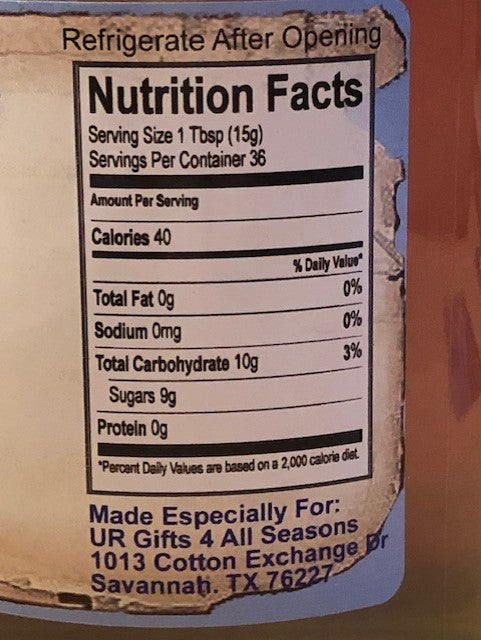 Refrigerate After Opening
Nutrition Facts
Serving Size 1 Tbsp (15g)
Servings Per Container 36
Amount Per Serving
Calories 40
% Daily Value*
Total Fat 0g 0%
Sodium 0mg 0%
Total Carbohydrate 10g 3%
Sugars 9g
Protein 0g
*Percent Daily Values are based on a 2,000 calorie diet.
Made Especially For:
UR Gifts 4 All Seasons
1013 Cotton Exchange Dr
Savannah. TX 76227